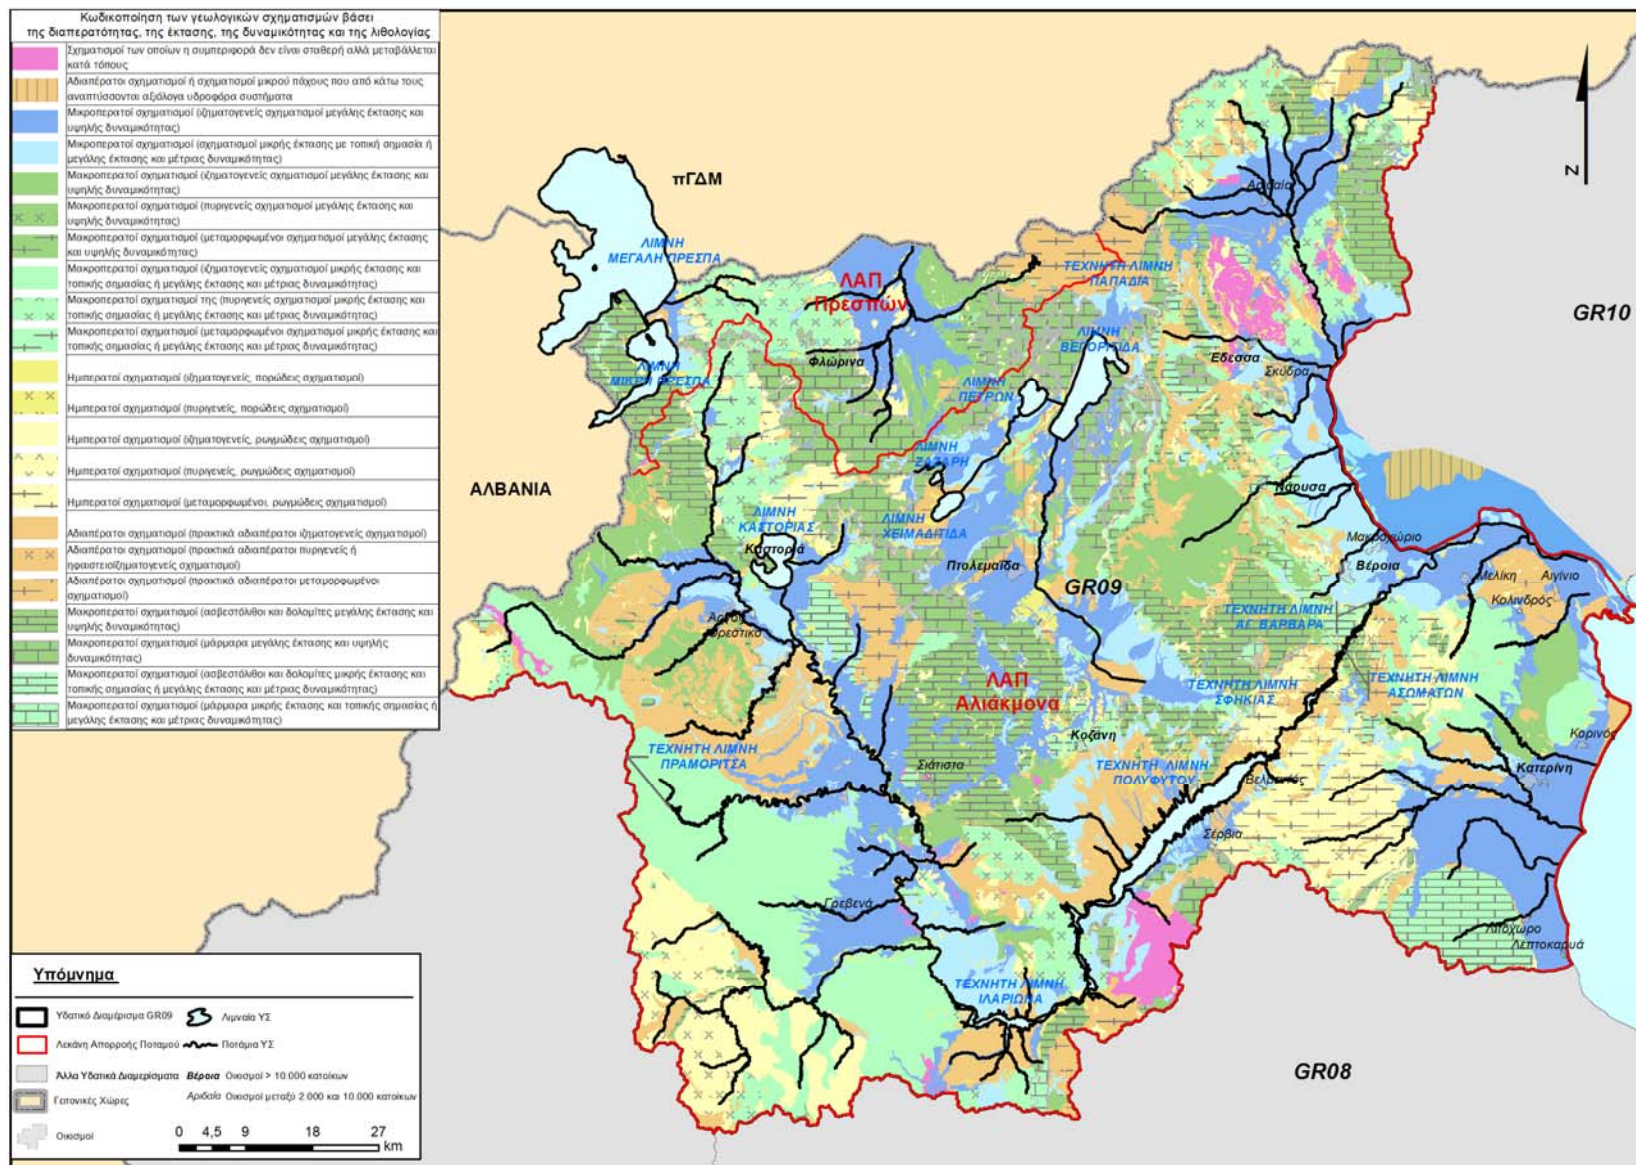 Κωδικοποίηση των γεωλογικών σχηματισμών βάσει
της διαπερατότητας, της έκτασης, της δυναμικότητας και της λιθολογίας
Σχηματισμοί των οποίων η συμπεριφορά δεν είναι σταθερή αλλά μεταβάλλεται
κατά τόπους
Αδιαπέρατοι σχηματισμοί ή σχηματισμοί μικρού πάχους που από κάτω τους
αναπτύσσονται αξιόλογα υδροφόρα συστήματα
Μικροπερατοί σχηματισμοί (ιζηματογενείς σχηματισμοί μεγάλης έκτασης και
υψηλής δυναμικότητας)
Μικροπερατοί σχηματισμοί (σχηματισμοί μικρής έκτασης με τοπική σημασία ή
μεγάλης έκτασης και μέτριας δυναμικότητας)
Μακροπερατοί σχηματισμοί (ιζηματογενείς σχηματισμοί μεγάλης έκτασης και
υψηλής δυναμικότητας)
Μακροπερατοί σχηματισμοί (πυριγενείς σχηματισμοί μεγάλης έκτασης και
υψηλής δυναμικότητας)
Μακροπερατοί σχηματισμοί (μεταμορφωμένοι σχηματισμοί μεγάλης έκτασης
και υψηλής δυναμικότητας)
Μακροπερατοί σχηματισμοί (ιζηματογενείς σχηματισμοί μικρής έκτασης και
τοπικής σημασίας ή μεγάλης έκτασης και μέτριας δυναμικότητας)
Μακροπερατοί σχηματισμοί της (πυριγενείς σχηματισμοί μικρής έκτασης και
τοπικής σημασίας ή μεγάλης έκτασης και μέτριας δυναμικότητας)
Μακροπερατοί σχηματισμοί (μεταμορφωμένοι σχηματισμοί μικρής έκτασης και
τοπικής σημασίας ή μεγάλης έκτασης και μέτριας δυναμικότητας)
Ημιπερατοί σχηματισμοί (ιζηματογενείς, πορώδεις σχηματισμοί)
Ημιπερατοί σχηματισμοί (πυριγενείς, πορώδεις σχηματισμοί)
Ημιπερατοί σχηματισμοί (ιζηματογενείς, ρωγμώδεις σχηματισμοί)
Ημιπερατοί σχηματισμοί (πυριγενείς, ρωγμώδεις σχηματισμοί)
Ημιπερατοί σχηματισμοί (μεταμορφωμένοι, ρωγμώδεις σχηματισμοί)
Αδιαπέρατοι σχηματισμοί (πρακτικά αδιαπέρατοι ιζηματογενείς σχηματισμοί)
Αδιαπέρατοι σχηματισμοί (πρακτικά αδιαπέρατοι πυριγενείς ή
ηφαιστειοϊζηματογενείς σχηματισμοί)
Αδιαπέρατοι σχηματισμοί (πρακτικά αδιαπέρατοι μεταμορφωμένοι
σχηματισμοί)
Μακροπερατοί σχηματισμοί (ασβεστόλιθοι και δολομίτες μεγάλης έκτασης και
υψηλής δυναμικότητας)
Μακροπερατοί σχηματισμοί (μάρμαρα μεγάλης έκτασης και υψηλής
δυναμικότητας)
Μακροπερατοί σχηματισμοί (ασβεστόλιθοι και δολομίτες μικρής έκτασης και
τοπικής σημασίας ή μεγάλης έκτασης και μέτριας δυναμικότητας)
Μακροπερατοί σχηματισμοί (μάρμαρα μικρής έκτασης και τοπικής σημασίας ή
μεγάλης έκτασης και μέτριας δυναμικότητας)
πΓΔΜ
Z
Αριδαία
ΛΙΜΝΗ
ΜΕΓΑΛΗ ΠΡΕΣΠΑ
ΛΑΠ
Πρεσπών
ΤΕΧΝΗΤΗ ΛΙΜΝΗ
ΠΑΠΑΔΙΑ
GR10
ΛΙΜΝΗ
ΒΕΓΟΡΙΤΙΔΑ
Φλώρινα
Έδεσσα
Σκύδρα
ΛΙΜΝΗ
ΜΙΚΡΗ ΠΡΕΣΠΑ
ΛΙΜΝΗ
ΠΕΤΡΩΝ
ΛΙΜΝΗ
ΖΑΖΑΡΗ
ΑΛΒΑΝΙΑ
Νάουσα
ΛΙΜΝΗ
ΚΑΣΤΟΡΙΑΣ
ΛΙΜΝΗ
ΧΕΙΜΑΔΙΤΙΔΑ
Καστοριά
Μακροχώριο
Πτολεμαΐδα
Βέροια
GR09
Μελίκη
Αιγίνιο
Κολινδρός
Άργος
Ορεστικό
ΤΕΧΝΗΤΗ ΛΙΜΝΗ
ΑΓ. ΒΑΡΒΑΡΑ
ΛΑΠ
Αλιάκμονα
ΤΕΧΝΗΤΗ ΛΙΜΝΗ
ΣΦΗΚΙΑΣ
ΤΕΧΝΗΤΗ ΛΙΜΝΗ
ΑΣΩΜΑΤΩΝ
Κοζάνη
Κορινός
ΤΕΧΝΗΤΗ ΛΙΜΝΗ
ΠΡΑΜΟΡΙΤΣΑ
Σιάτιστα
ΤΕΧΝΗΤΗ ΛΙΜΝΗ
ΠΟΛΥΦΥΤΟΥ
Βελβεντός
Κατερίνη
Σέρβια
Γρεβενά
Λιτόχωρο
Λεπτοκαρυά
ΤΕΧΝΗΤΗ ΛΙΜΝΗ
ΙΛΑΡΙΩΝΑ
GR08
Υπόμνημα
Υδατικό Διαμέρισμα GR09
Λιμναία ΥΣ
Λεκάνη Απορροής Ποταμού
Ποτάμια ΥΣ
Άλλα Υδατικά Διαμερίσματα
Βέροια Οικισμοί > 10.000 κατοίκων
Γειτονικές Χώρες
Αριδαία Οικισμοί μεταξύ 2.000 και 10.000 κατοίκων
Οικισμοί
0 4,5 9 18 27
km